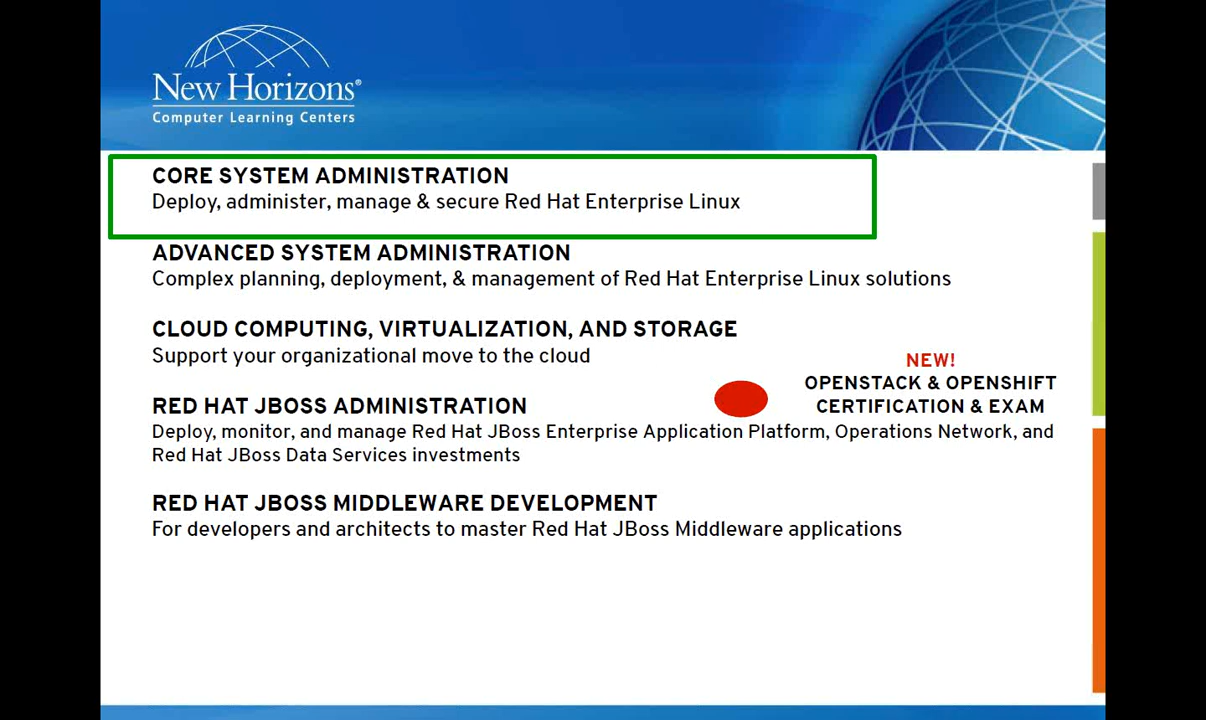 New Horizons®
Computer Learning Centers
CORE SYSTEM ADMINISTRATION
Deploy, administer, manage & secure Red Hat Enterprise Linux
ADVANCED SYSTEM ADMINISTRATION
Complex planning, deployment, & management of Red Hat Enterprise Linux solutions
CLOUD COMPUTING, VIRTUALIZATION, AND STORAGE
Support your organizational move to the cloud
NEW!
OPENSTACK & OPENSHIFT
CERTIFICATION & EXAM
RED HAT JBOSS ADMINISTRATION
Deploy, monitor, and manage Red Hat JBoss Enterprise Application Platform, Operations Network, and
Red Hat JBoss Data Services investments
RED HAT JBOSS MIDDLEWARE DEVELOPMENT
For developers and architects to master Red Hat JBoss Middleware applications